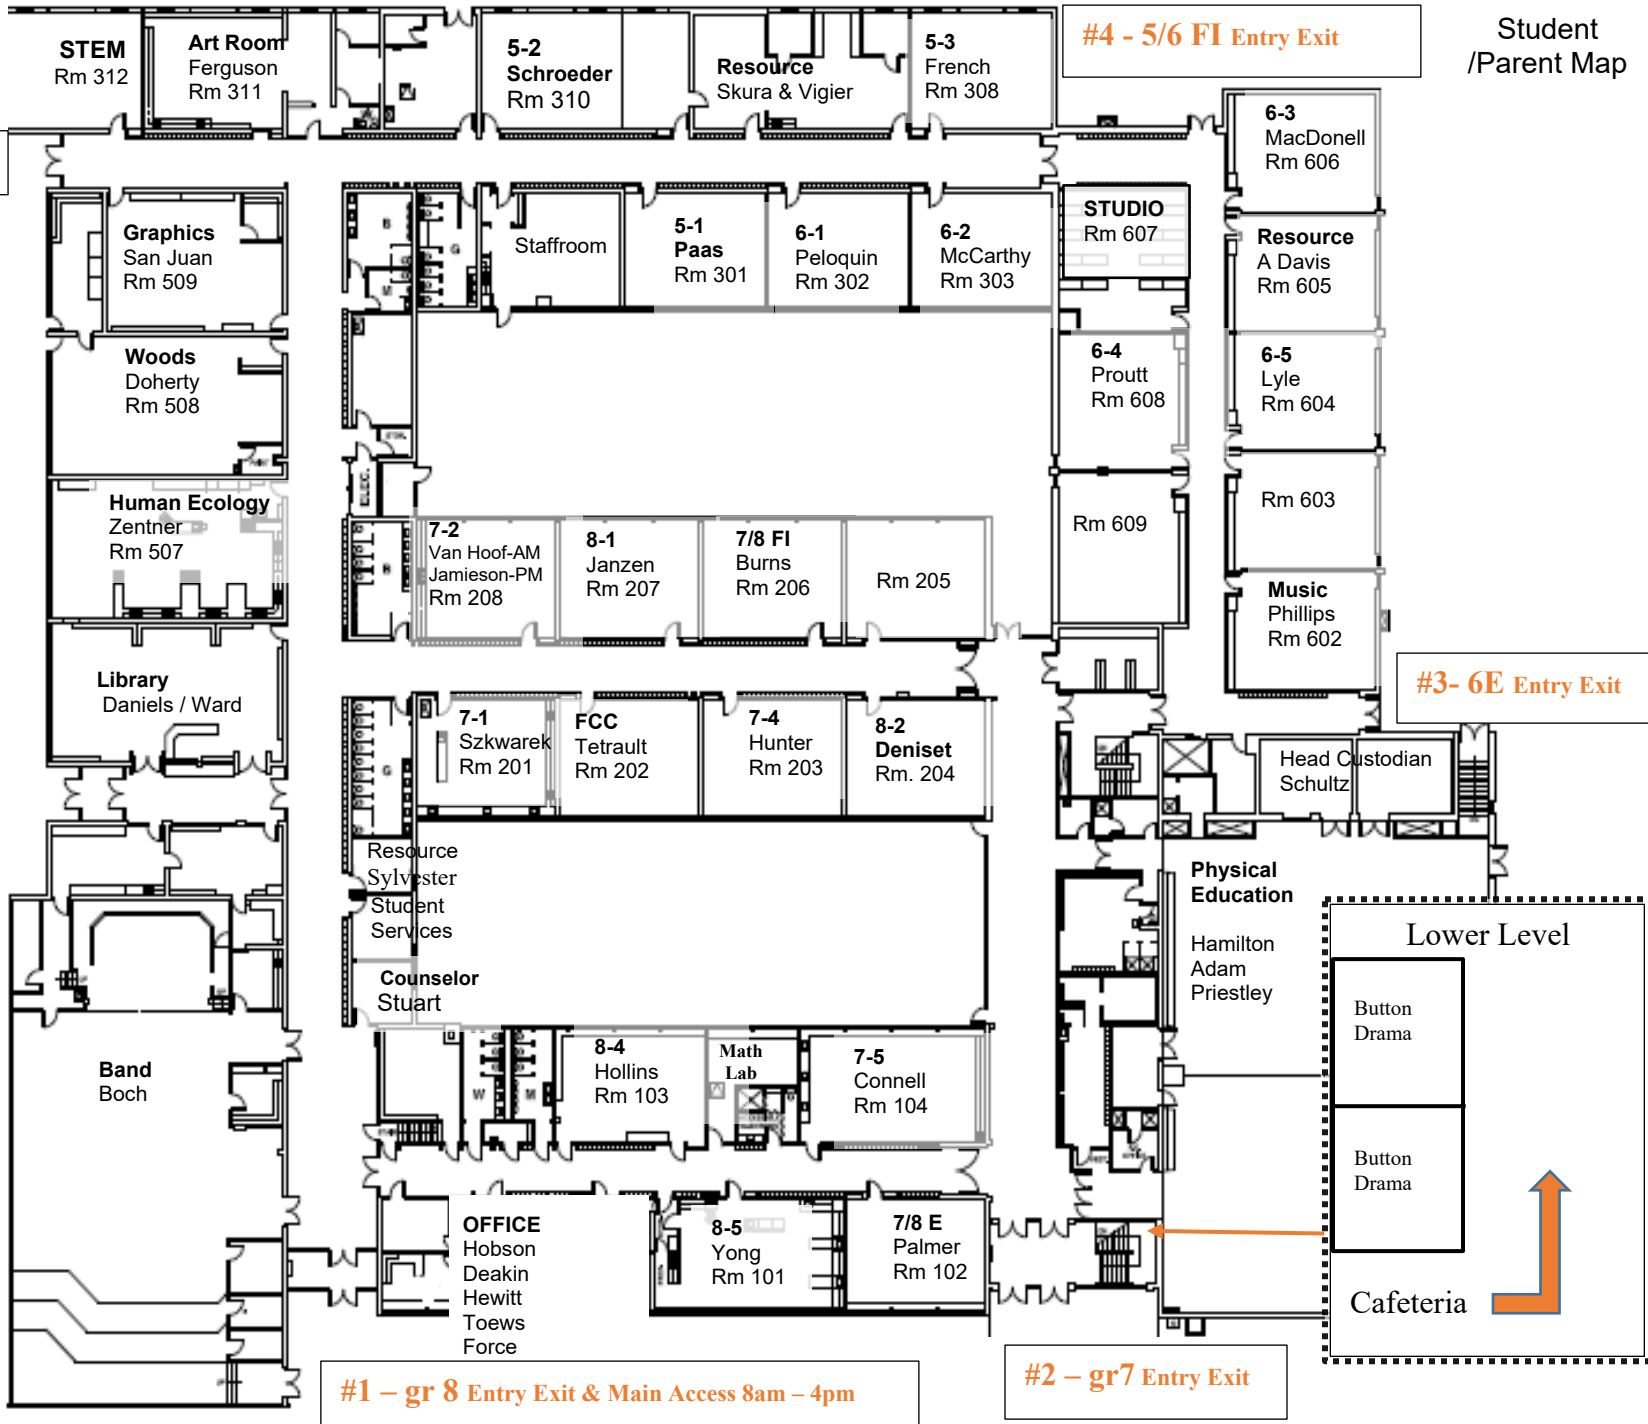 Student
/Parent Map
#4 - 5/6 FI Entry Exit
STEM
Rm 312
Art Room
Ferguson
Rm 311
5-2
Schroeder
Rm 310
Resource
Skura & Vigier
5-3
French
Rm 308
6-3
MacDonell
Rm 606
Graphics
San Juan
Rm 509
B
M
G
Staffroom
5-1
Paas
Rm 301
6-1
Peloquin
Rm 302
6-2
McCarthy
Rm 303
STUDIO
Rm 607
Resource
A Davis
Rm 605
Woods
Doherty
Rm 508
6-4
Proutt
Rm 608
6-5
Lyle
Rm 604
ELEC.
Human Ecology
Zentner
Rm 507
7-2
Van Hoof-AM
Jamieson-PM
Rm 208
8-1
Janzen
Rm 207
7/8 FI
Burns
Rm 206
Rm 205
Rm 609
Rm 603
B
Music
Phillips
Rm 602
Library
Daniels / Ward
#3- 6E Entry Exit
G
7-1
Szkwarek
Rm 201
FCC
Tetrault
Rm 202
7-4
Hunter
Rm 203
8-2
Deniset
Rm. 204
Head Custodian
Schultz
Resource
Sylvester
Student
Services
Counselor
Stuart
Physical
Education
Hamilton
Adam
Priestley
Lower Level
Button
Drama
Button
Drama
Cafeteria
Band
Boch
W
M
8-4
Hollins
Rm 103
Math
Lab
7-5
Connell
Rm 104
OFFICE
Hobson
Deakin
Hewitt
Toews
Force
8-5
Yong
Rm 101
7/8 E
Palmer
Rm 102
#1 – gr 8 Entry Exit & Main Access 8am – 4pm
#2 – gr7 Entry Exit